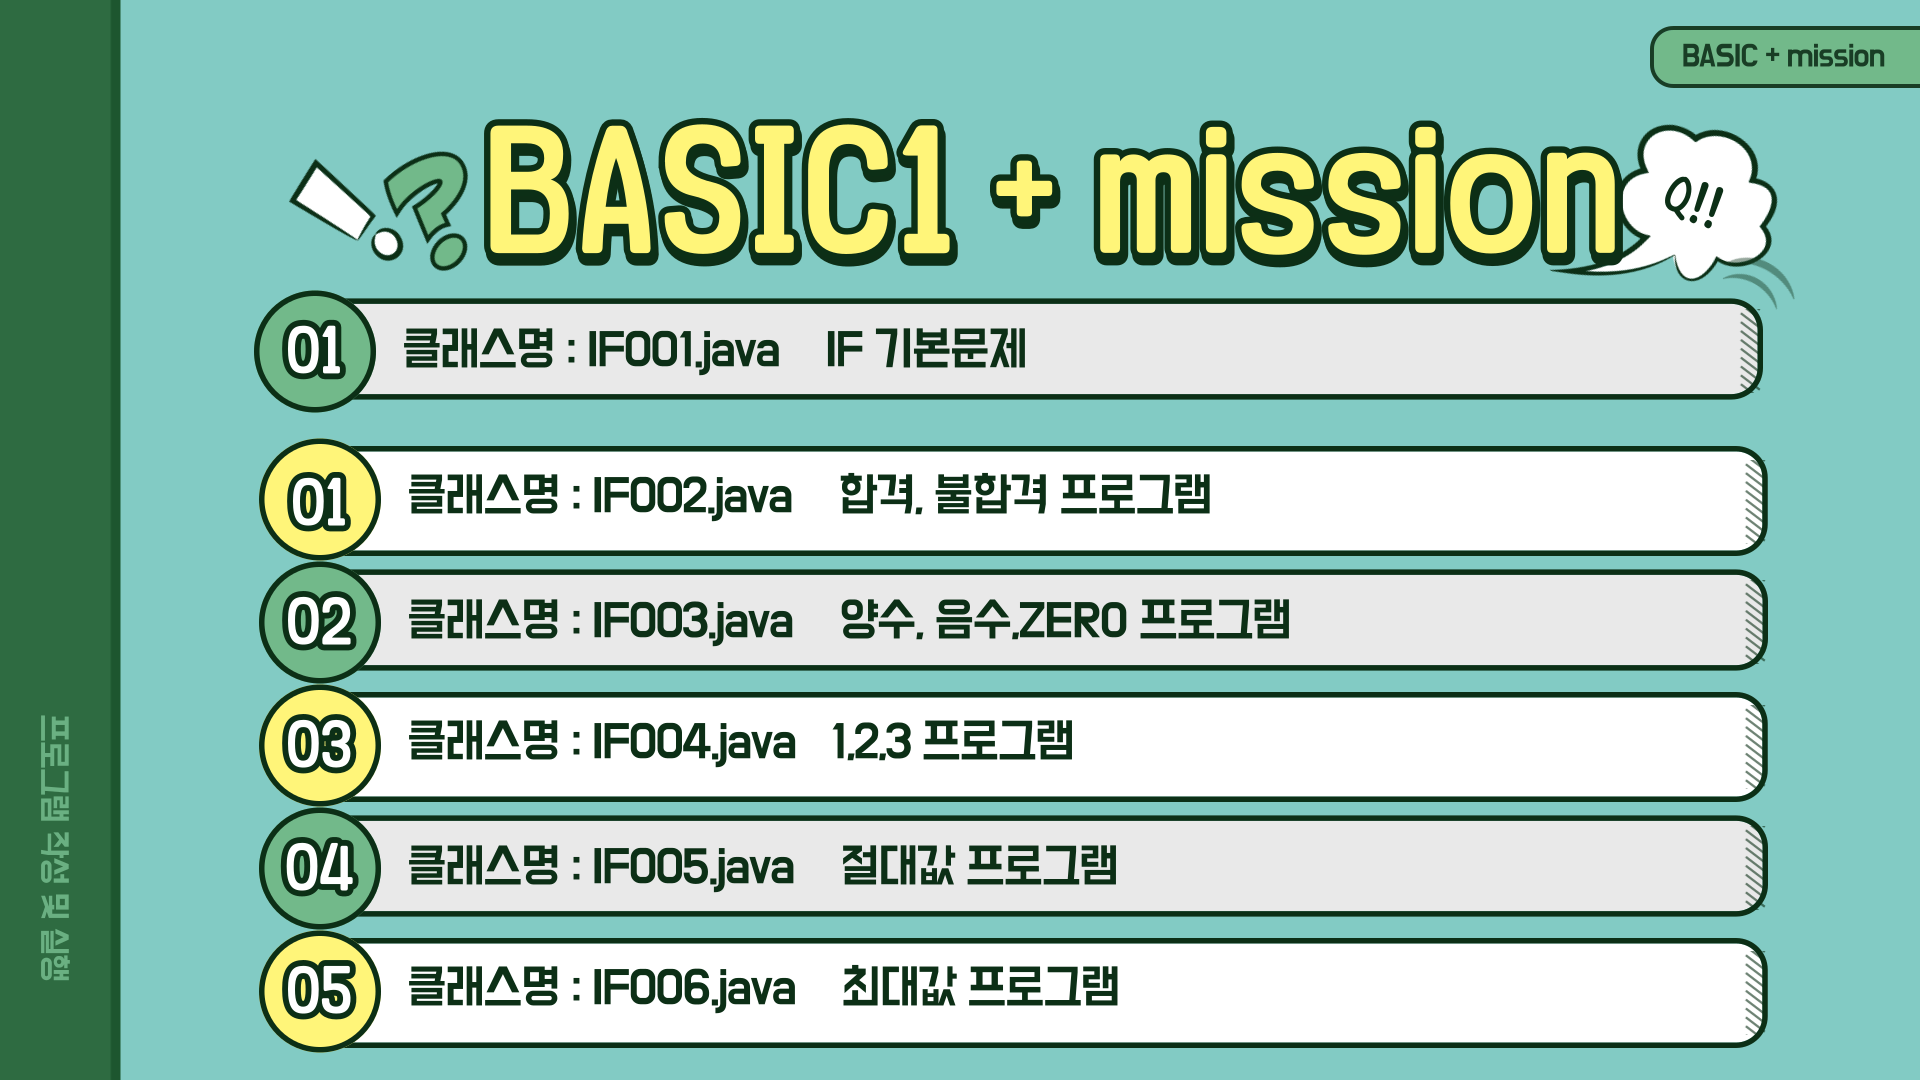 BASIC + mission
BASIC1 + mission
Q!!
01 클래스명 : IF001.java IF 기본문제
01 클래스명 : IF002.java 합격, 불합격 프로그램
02 클래스명 : IF003.java 양수, 음수,ZERO 프로그램
03 클래스명 : IF004.java 1,2,3 프로그램
04 클래스명 : IF005.java 절대값 프로그램
05 클래스명 : IF006.java 최대값 프로그램
프로그램 작성 및 실행